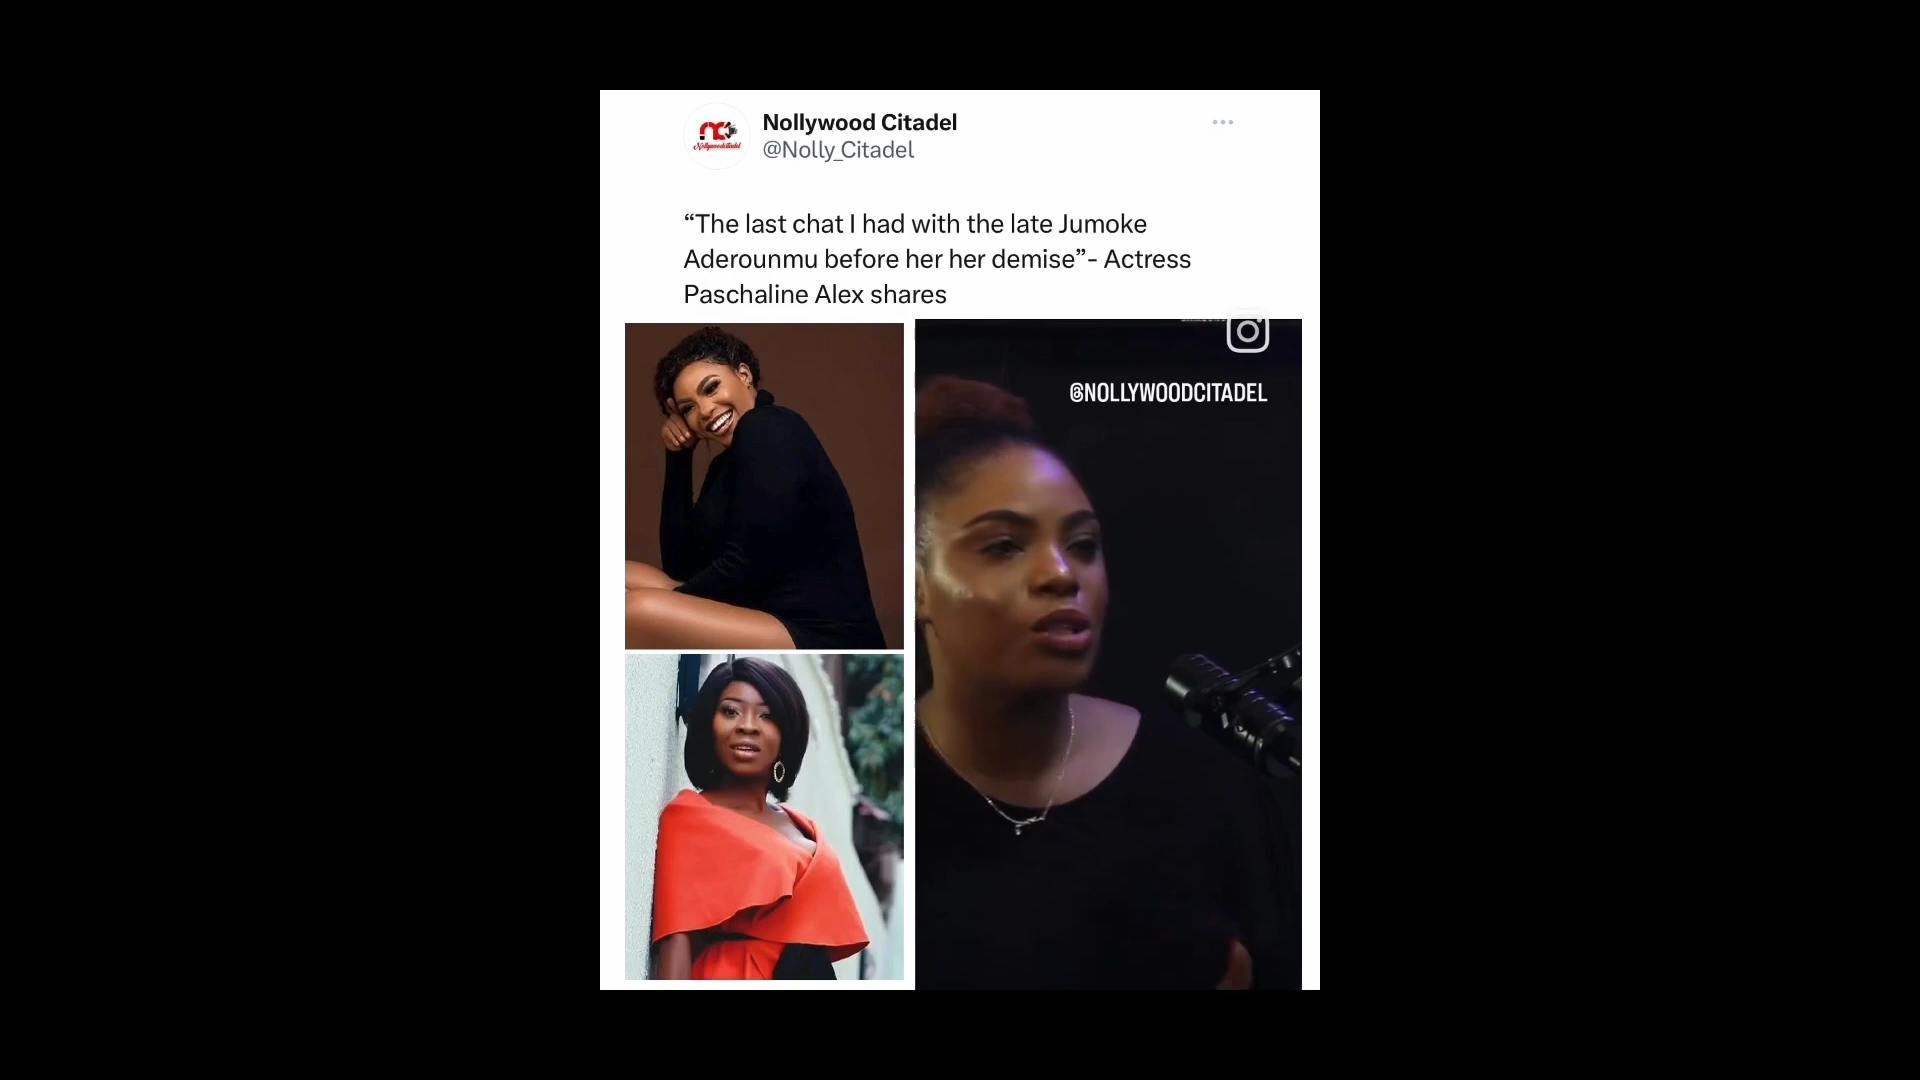 Nollywood Citadel
@Nolly_Citadel
“The last chat I had with the late Jumoke
Aderounmu before her her demise”- Actress
Paschaline Alex shares
@NOLLYWOODCITADEL
Nollywoodcitadel